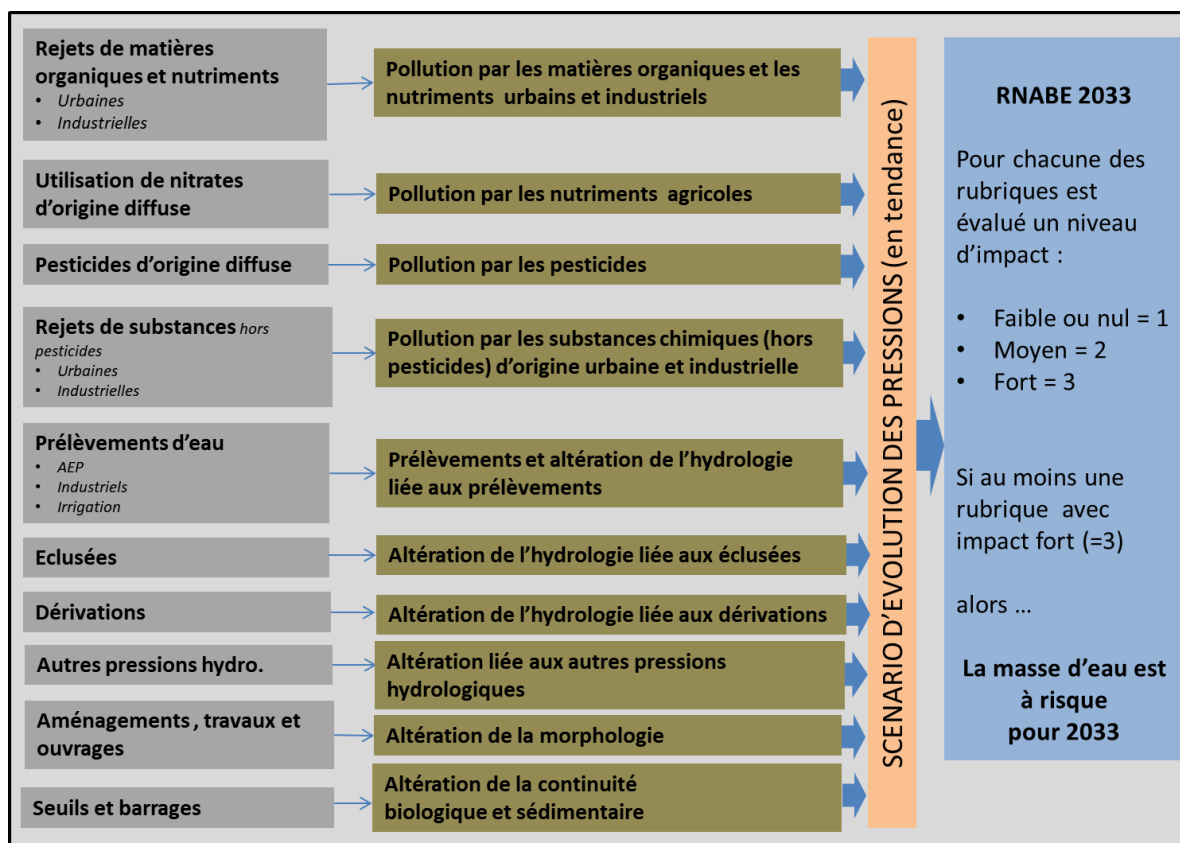 Rejets de matières
organiques et nutriments
• Urbaines
• Industrielles
Pollution par les matières organiques et les
nutriments urbains et industriels
Utilisation de nitrates
d’origine diffuse
Pollution par les nutriments agricoles
Pesticides d’origine diffuse
Pollution par les pesticides
Rejets de substances hors
pesticides
• Urbaines
• Industrielles
Pollution par les substances chimiques (hors
pesticides) d’origine urbaine et industrielle
Prélèvements d’eau
• AEP
• Industriels
• Irrigation
Prélèvements et altération de l’hydrologie
liée aux prélèvements
Eclusées
Altération de l’hydrologie liée aux éclusées
Dérivations
Altération de l’hydrologie liée aux dérivations
Autres pressions hydro.
Altération liée aux autres pressions
hydrologiques
Aménagements, travaux et
ouvrages
Altération de la morphologie
Seuils et barrages
Altération de la continuité
biologique et sédimentaire
SCENARIO D’EVOLUTION DES PRESSIONS (en tendance)
RNABE 2033
Pour chacune des
rubriques est
évalué un niveau
d’impact :
• Faible ou nul = 1
• Moyen = 2
• Fort = 3
Si au moins une
rubrique avec
impact fort (=3)
alors ...
La masse d’eau est
à risque
pour 2033